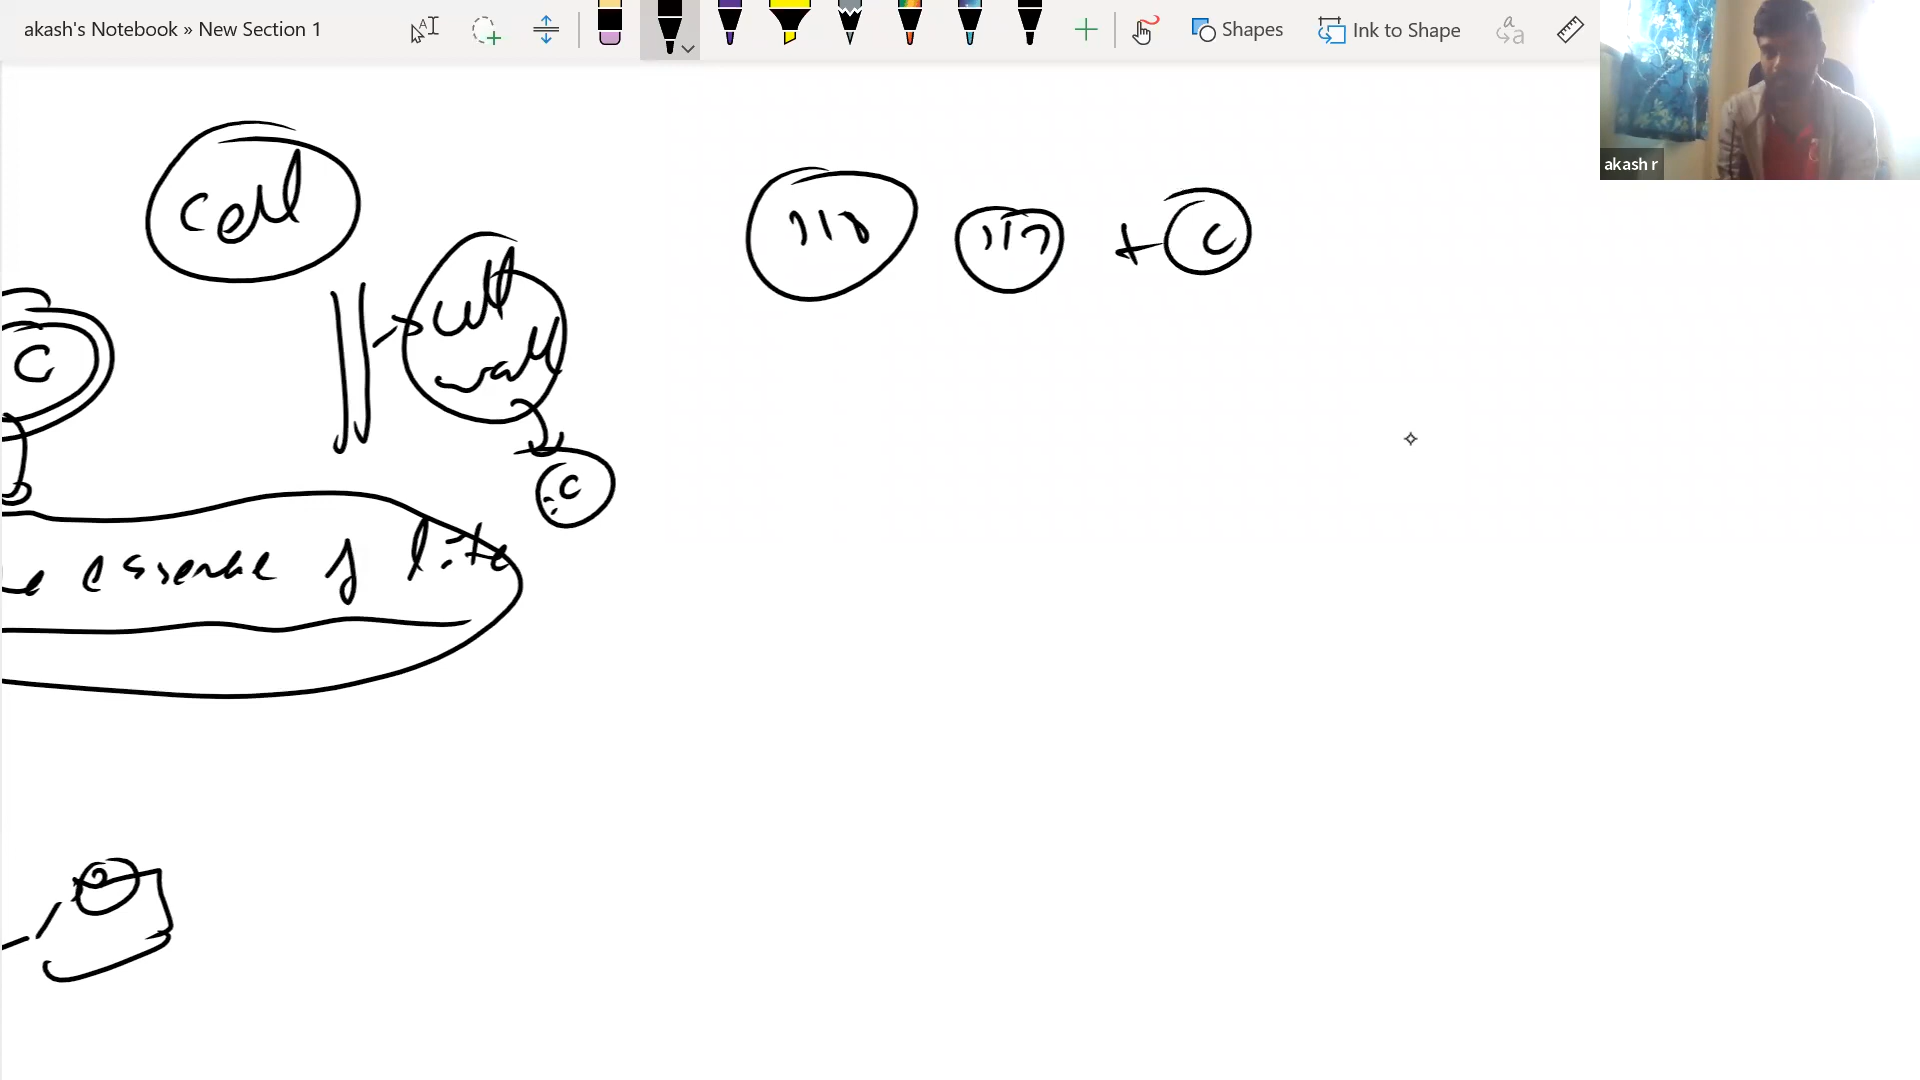 akash's Notebook » New Section 1
Shapes
Ink to Shape
akash r
cell
cell
wall
C
C
C
essence of life